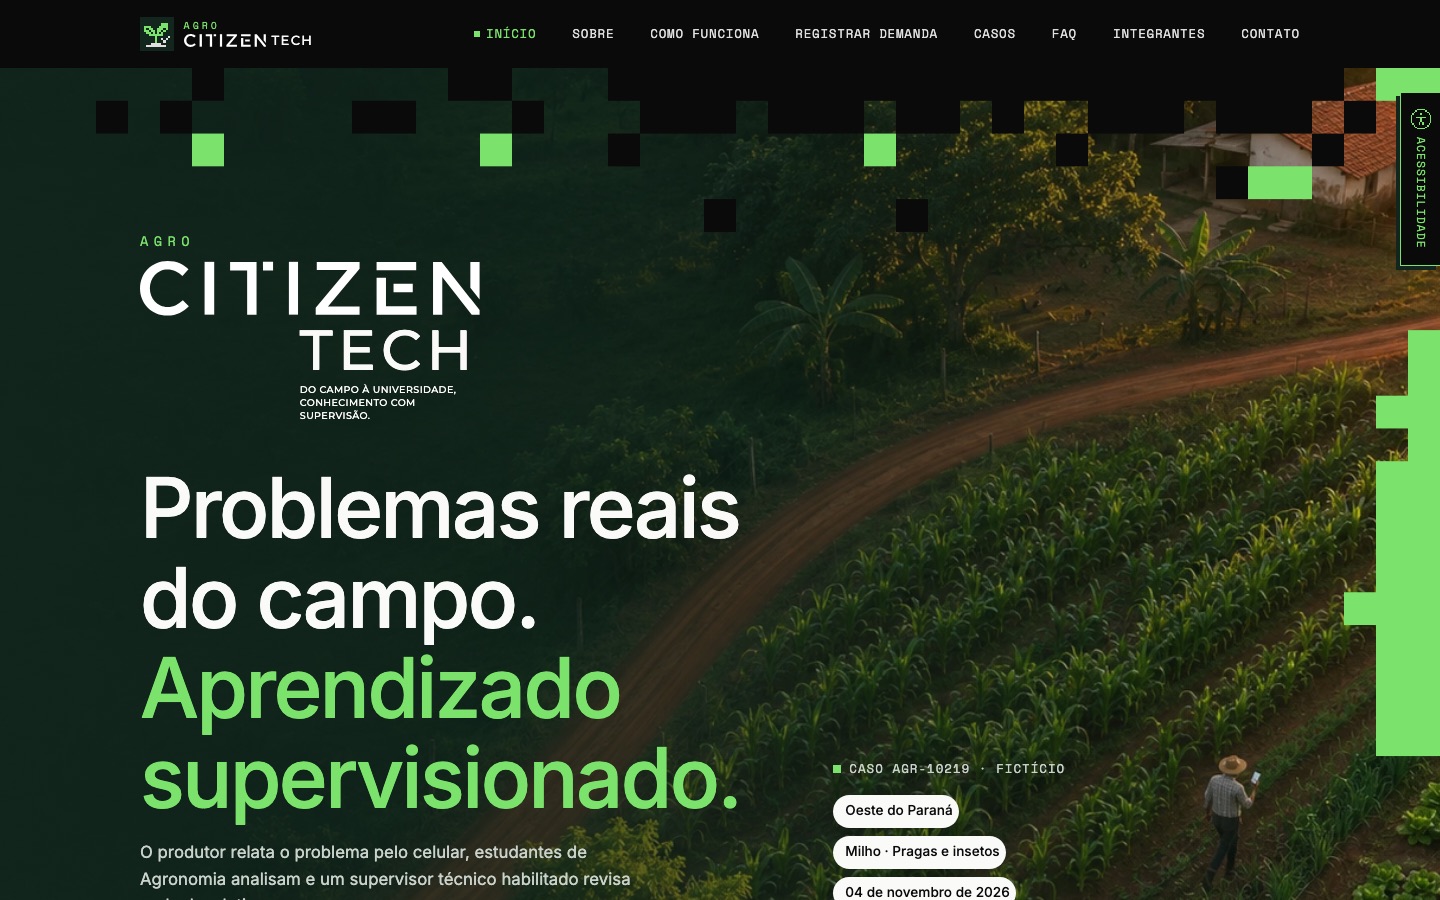 AGRO
CITIZEN TECH
INÍCIO
SOBRE
COMO FUNCIONA
REGISTRAR DEMANDA
CASOS
FAQ
INTEGRANTES
CONTATO
ACESSIBILIDADE
AGRO
CITIZEN
TECH
DO CAMPO À UNIVERSIDADE,
CONHECIMENTO COM
SUPERVISÃO.
Problemas reais
do campo.
Aprendizado
supervisionado.
O produtor relata o problema pelo celular, estudantes de
Agronomia analisam e um supervisor técnico habilitado revisa
CASO AGR-10219 · FICTÍCIO
Oeste do Paraná
Milho · Pragas e insetos
04 de novembro de 2026